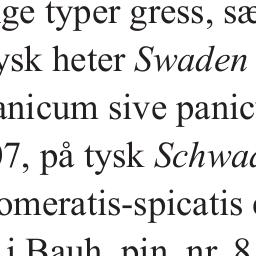 ge typer gress, sæ
ysk heter Swaden
anicum sive panic
07, på tysk Schwad
omeratis-spicatis
i Bauh. pin. nr. 8